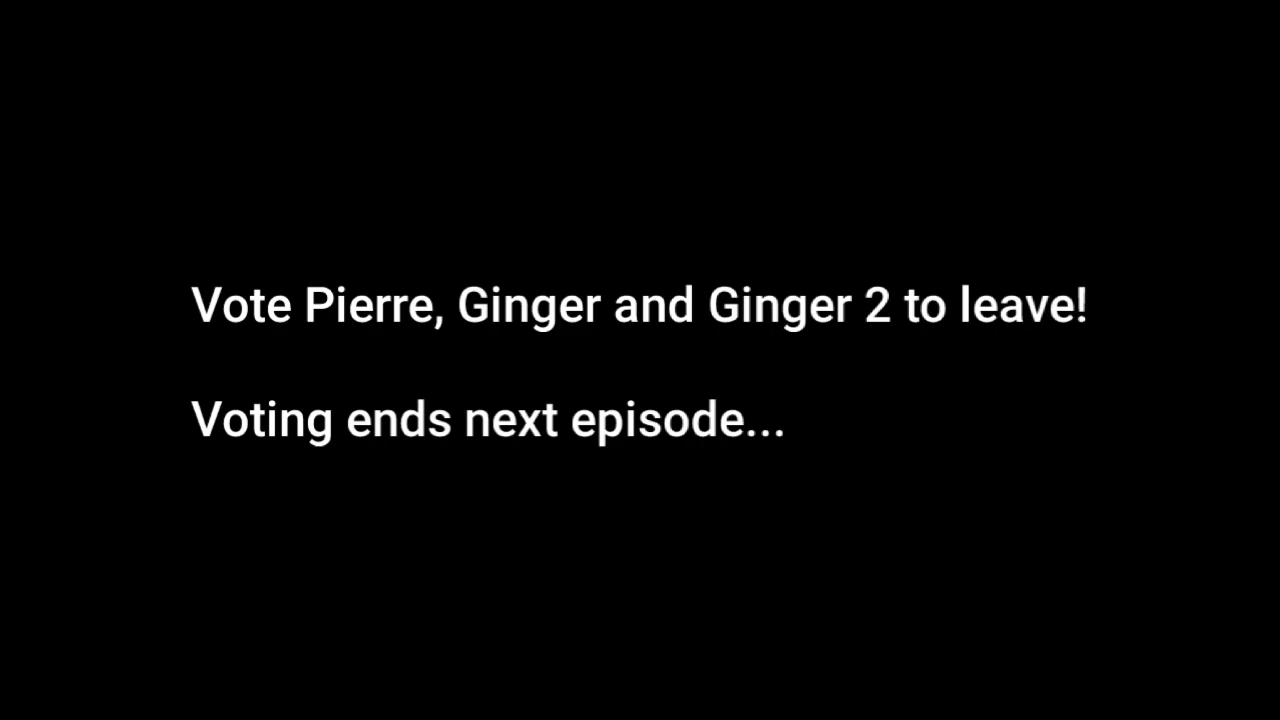 Vote Pierre, Ginger and Ginger 2 to leave!
Voting ends next episode...